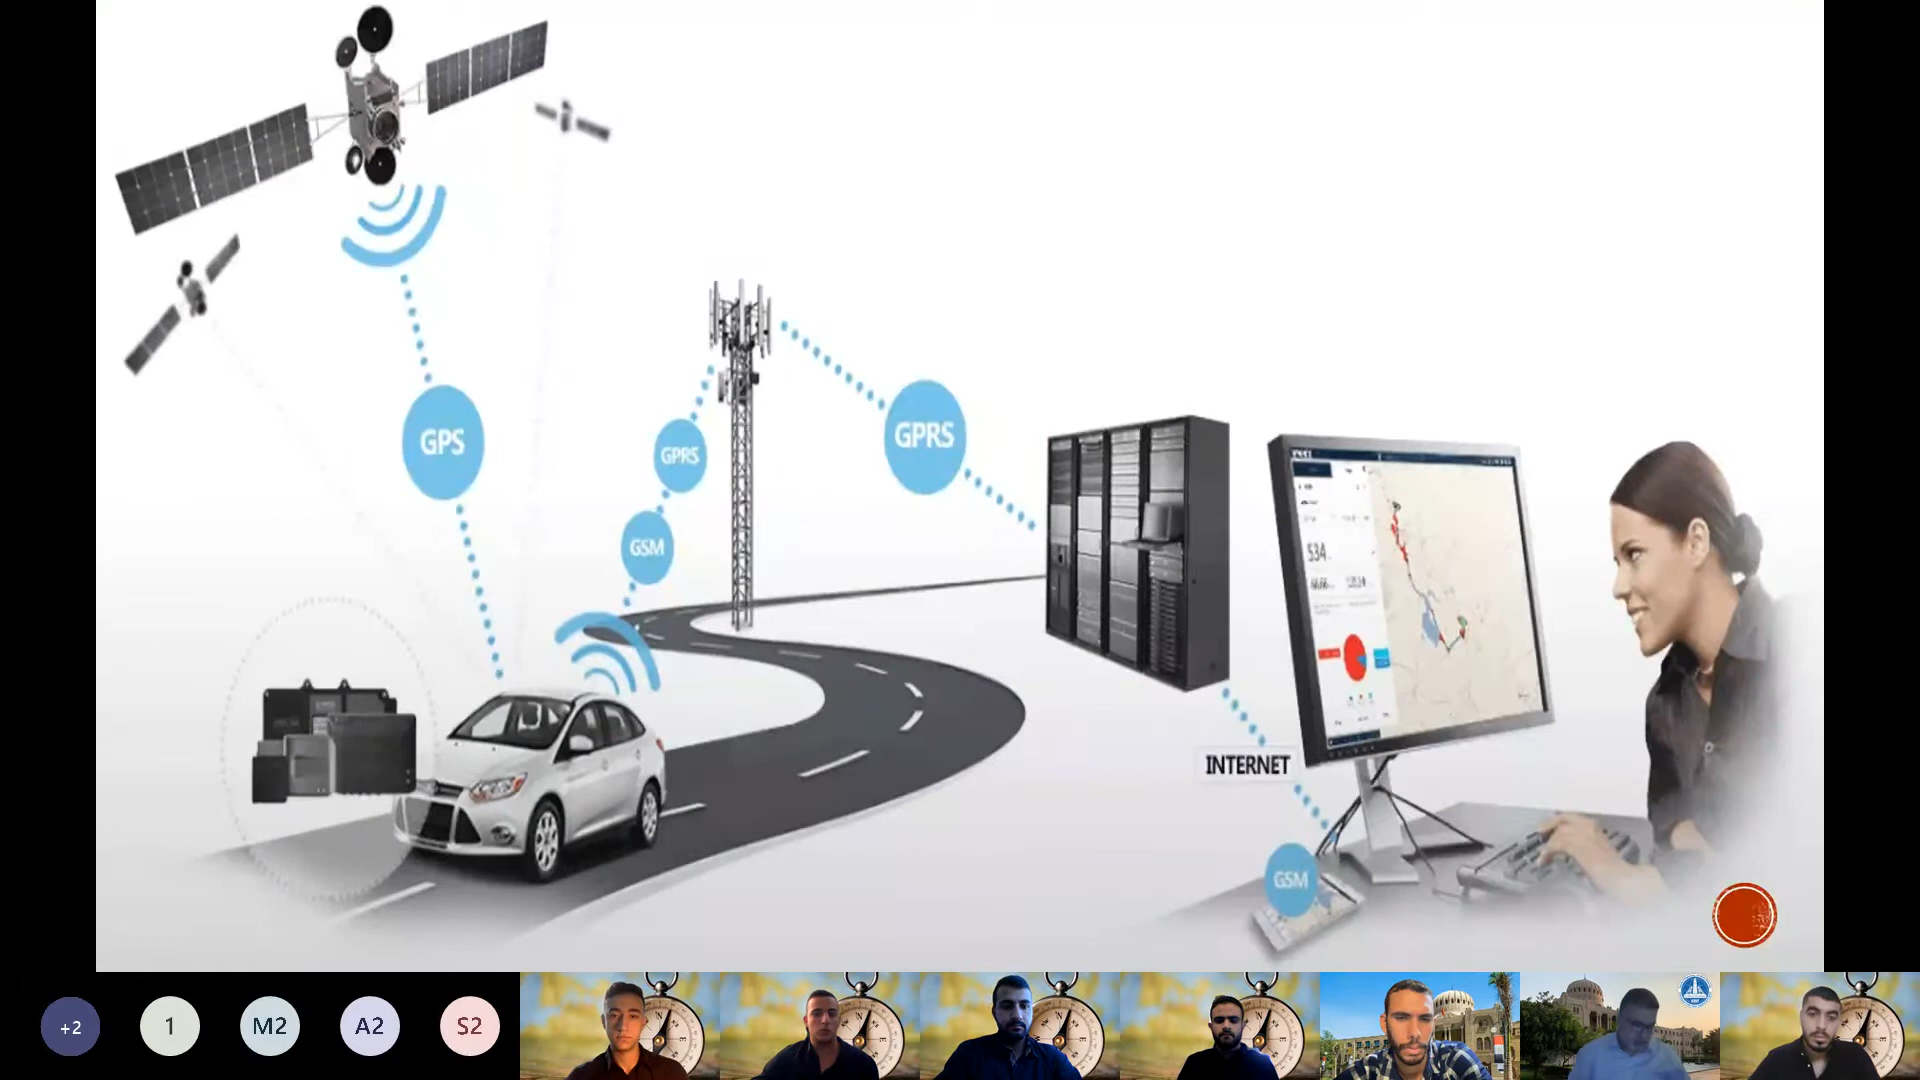 GPS
GPRS
GSM
GPRS
534
INTERNET
GSM
+2
1
M2
A2
S2